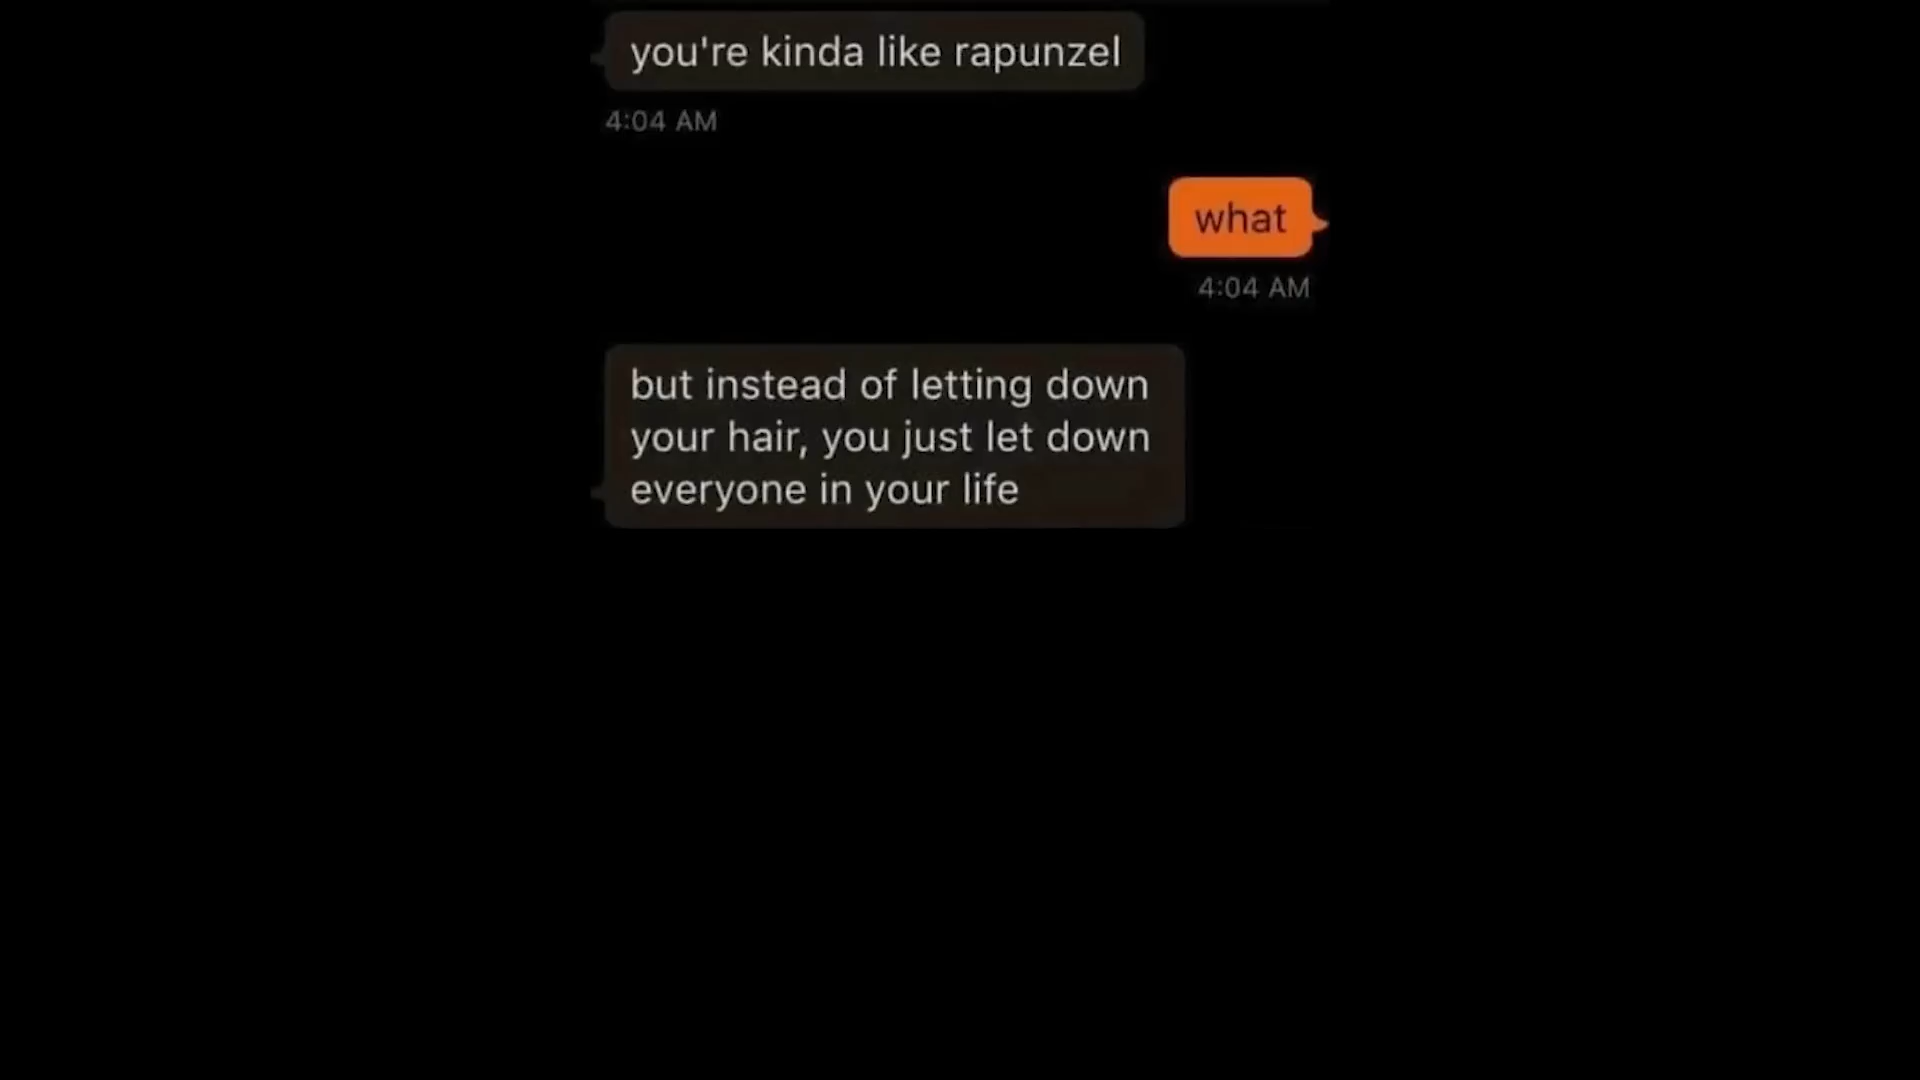 you're kinda like rapunzel
4:04 AM
what
4:04 AM
but instead of letting down
your hair, you just let down
everyone in your life